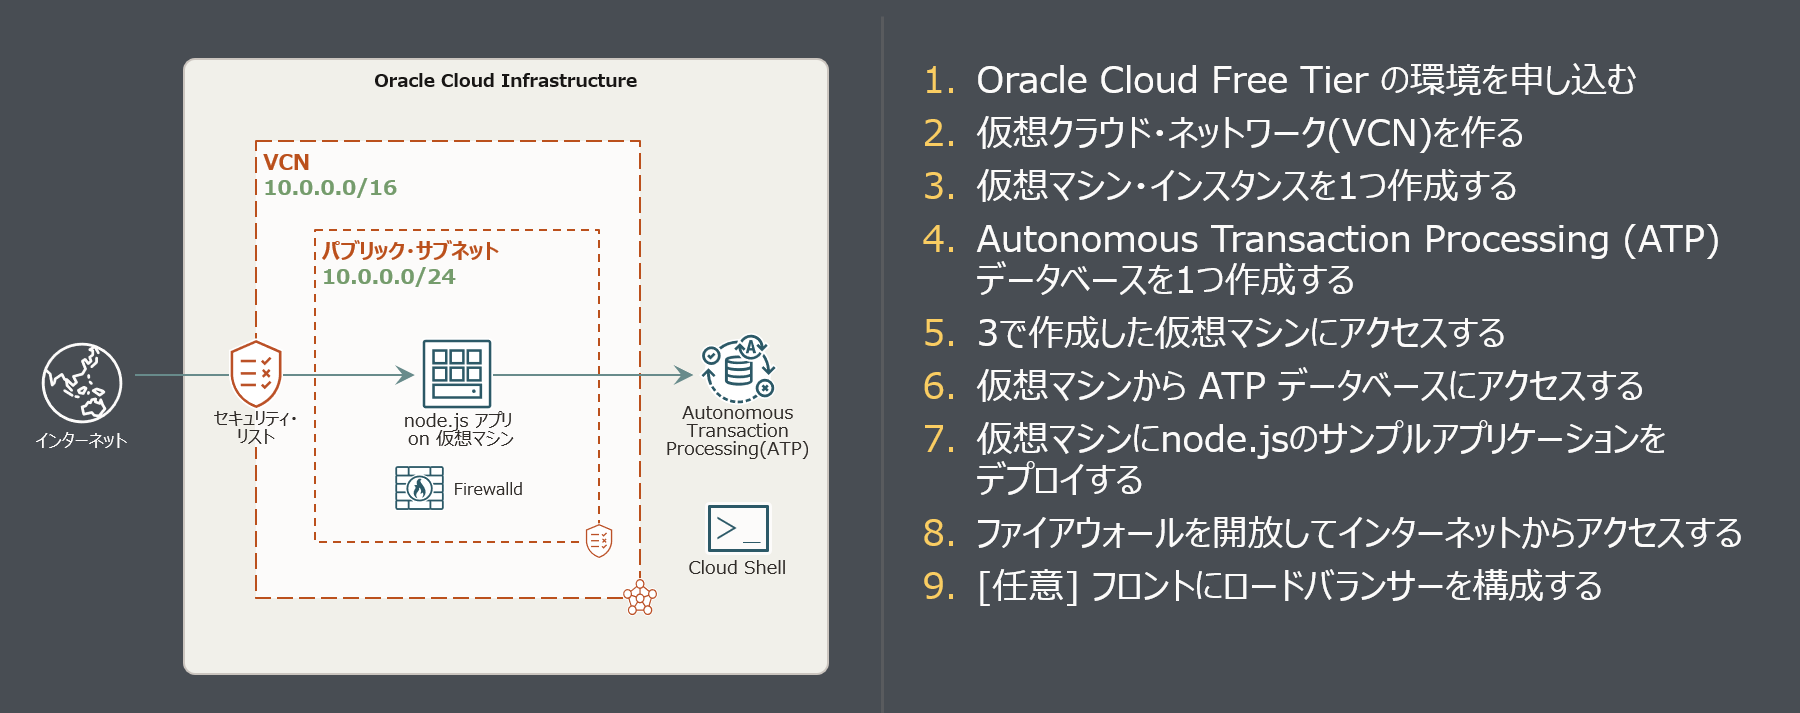 Oracle Cloud Infrastructure
VCN
10.0.0.0/16
パブリック・サブネット
10.0.0.0/24
インターネット
セキュリティ・
リスト
node.js アプリ
on 仮想マシン
Firewalld
A
Autonomous
Transaction
Processing(ATP)
>_
Cloud Shell
1. Oracle Cloud Free Tier の環境を申し込む
2. 仮想クラウド・ネットワーク(VCN)を作る
3. 仮想マシン・インスタンスを1つ作成する
4. Autonomous Transaction Processing (ATP)
データベースを1つ作成する
5. 3で作成した仮想マシンにアクセスする
6. 仮想マシンから ATP データベースにアクセスする
7. 仮想マシンにnode.jsのサンプルアプリケーションを
デプロイする
8. ファイアウォールを開放してインターネットからアクセスする
9. [任意] フロントにロードバランサーを構成する